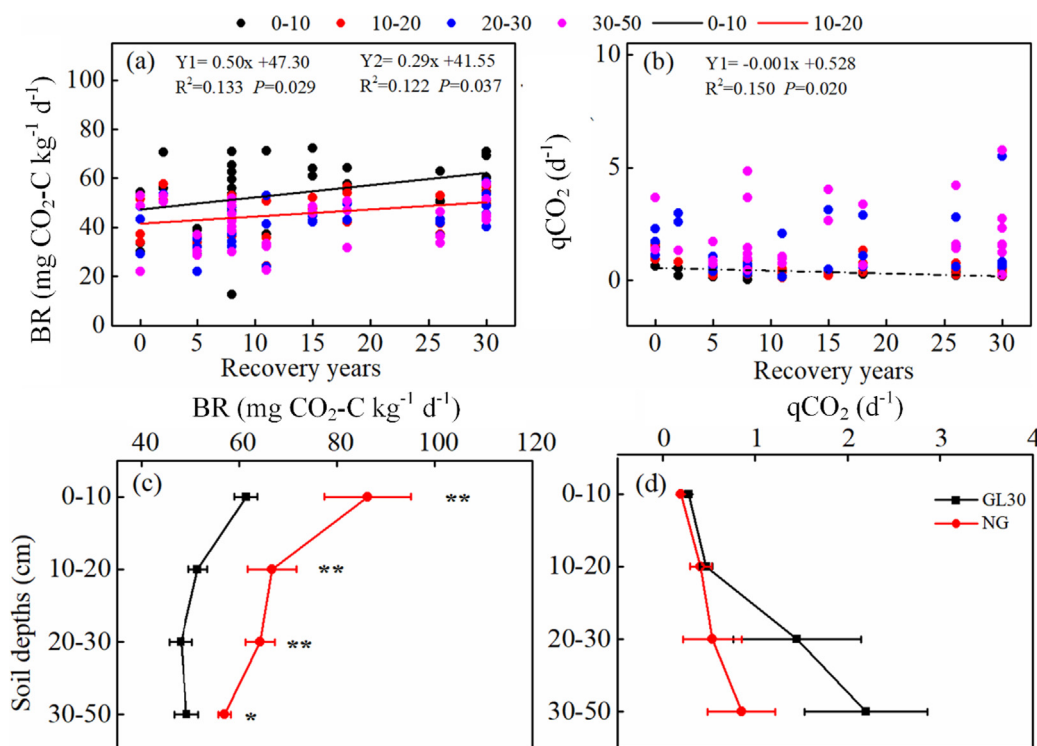 0-10 10-20 20-30 30-50 0-10 10-20
(a)
Y1= 0.50x +47.30 Y2= 0.29x +41.55
R²=0.133 P=0.029 R²=0.122 P=0.037
BR (mg CO₂-C kg⁻¹ d⁻¹)
100
80
60
40
20
0
0 5 10 15 20 25 30
Recovery years
(b)
Y1= -0.001x +0.528
R²=0.150 P=0.020
qCO₂ (d⁻¹)
10
5
0
0 5 10 15 20 25 30
Recovery years
BR (mg CO₂-C kg⁻¹ d⁻¹)
40 60 80 100 120
(c)
Soil depths (cm)
0-10
10-20
20-30
30-50
**
**
**
*
qCO₂ (d⁻¹)
0 1 2 3 4
(d)
0-10
10-20
20-30
30-50
GL30
NG